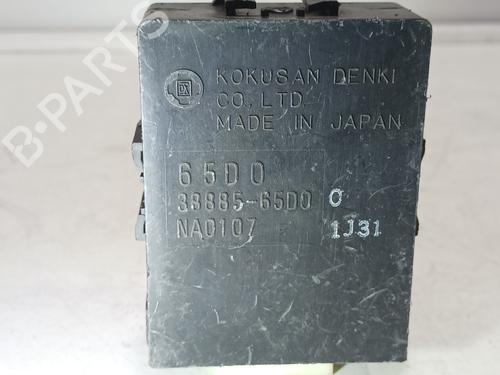 KOKUSAN DENKI
CO., LTD.
MADE IN JAPAN
65D0
38885-65D0 0
NA0107 1J31
B-PARTS